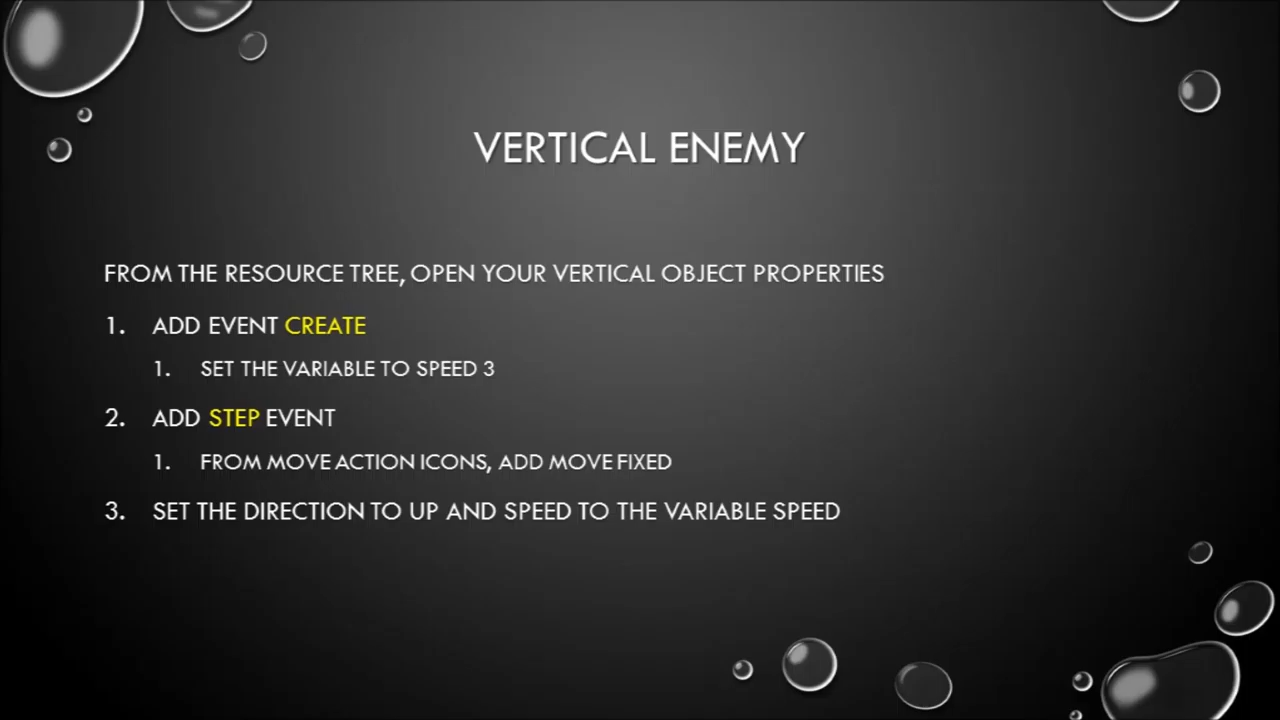 VERTICAL ENEMY
FROM THE RESOURCE TREE, OPEN YOUR VERTICAL OBJECT PROPERTIES
1. ADD EVENT CREATE
1. SET THE VARIABLE TO SPEED 3
2. ADD STEP EVENT
1. FROM MOVE ACTION ICONS, ADD MOVE FIXED
3. SET THE DIRECTION TO UP AND SPEED TO THE VARIABLE SPEED